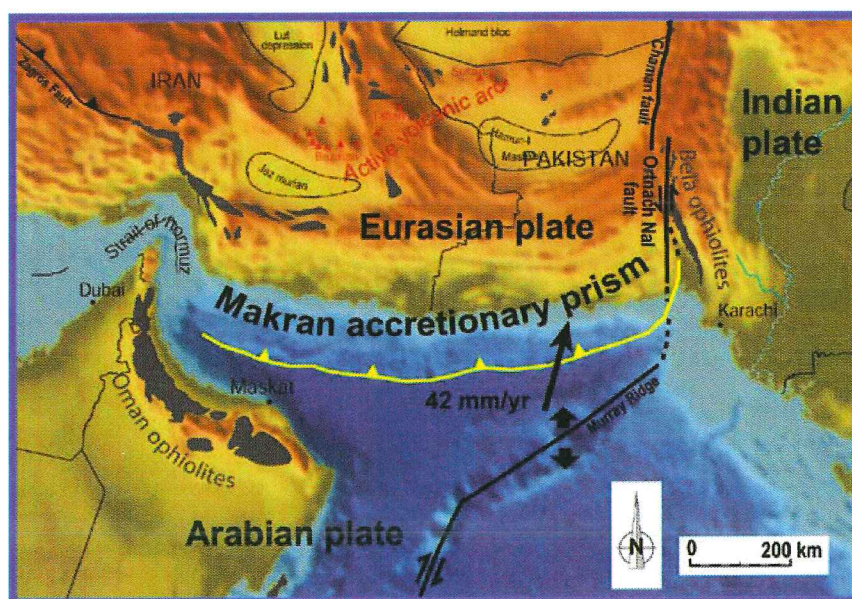 Lut
depression
Helmand bloc
Zagros Fault
IRAN
Chaman fault
Indian
plate
Active volcanic arc
Hamun-i
PAKISTAN
Jaz murian
Ornach Nal
fault
Bela ophiolites
Eurasian plate
Strait of hormuz
Dubai
Makran accretionary prism
Karachi
Maskat
42 mm/yr
Murray Ridge
Oman ophiolites
Arabian plate
N
0 200 km